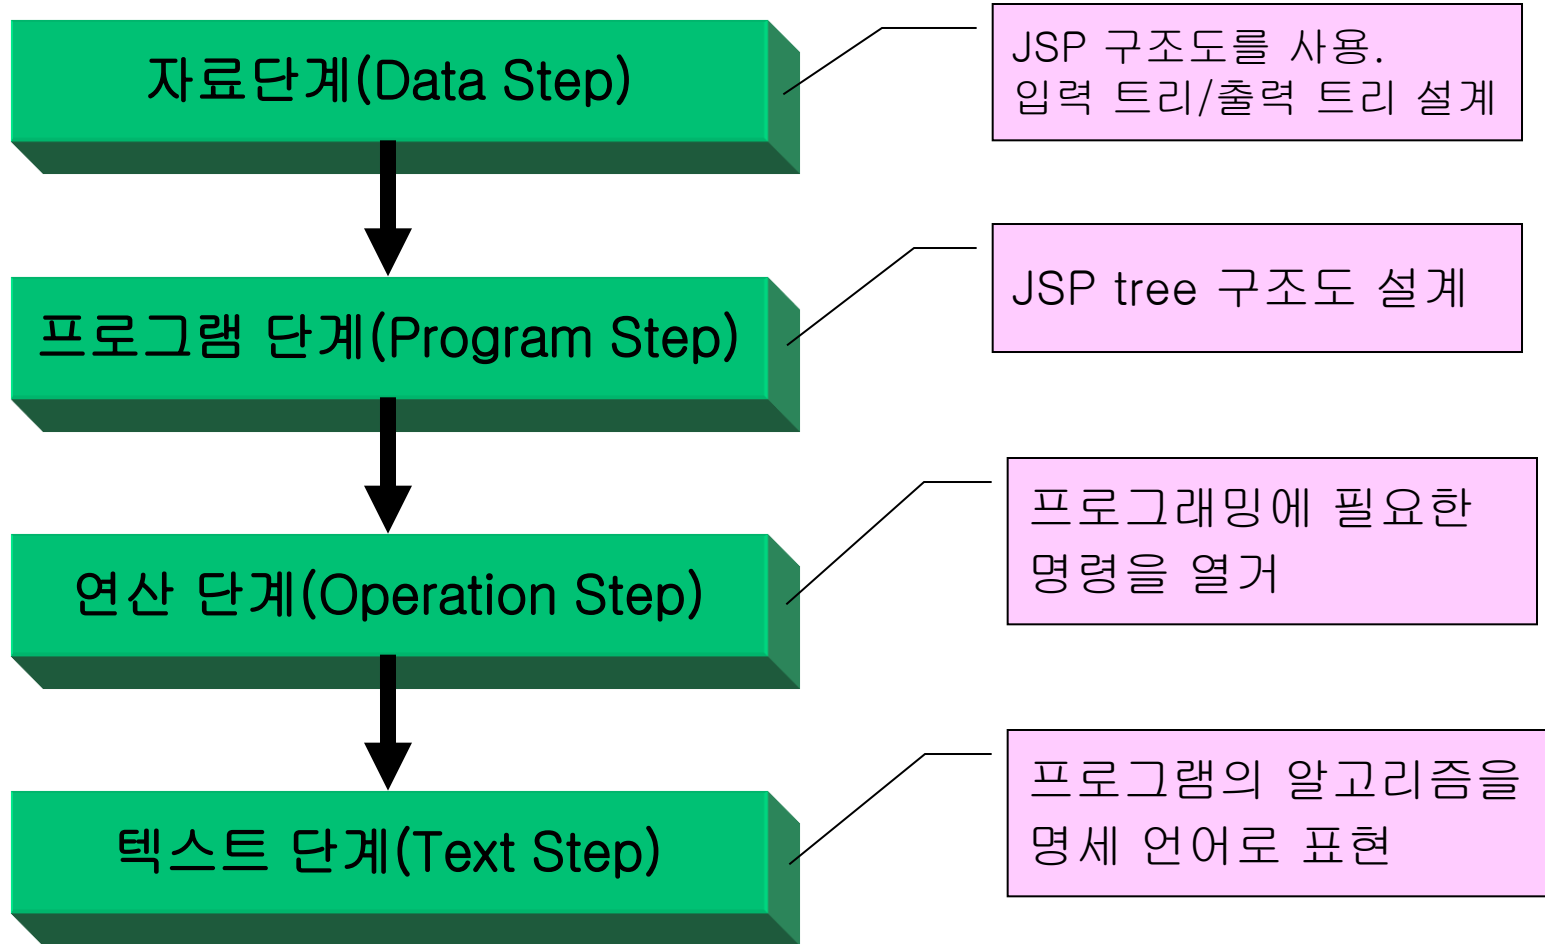 자료단계(Data Step)
JSP 구조도를 사용.
입력 트리/출력 트리 설계
프로그램 단계(Program Step)
JSP tree 구조도 설계
연산 단계(Operation Step)
프로그래밍에 필요한
명령을 열거
텍스트 단계(Text Step)
프로그램의 알고리즘을
명세 언어로 표현